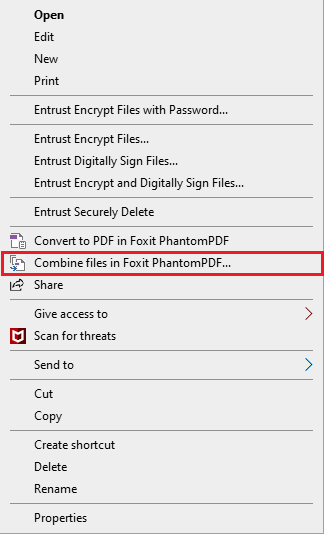 Open
Edit
New
Print
Entrust Encrypt Files with Password...
Entrust Encrypt Files...
Entrust Digitally Sign Files...
Entrust Encrypt and Digitally Sign Files...
Entrust Securely Delete
Convert to PDF in Foxit PhantomPDF
Combine files in Foxit PhantomPDF...
Share
Give access to
Scan for threats
Send to
Cut
Copy
Create shortcut
Delete
Rename
Properties